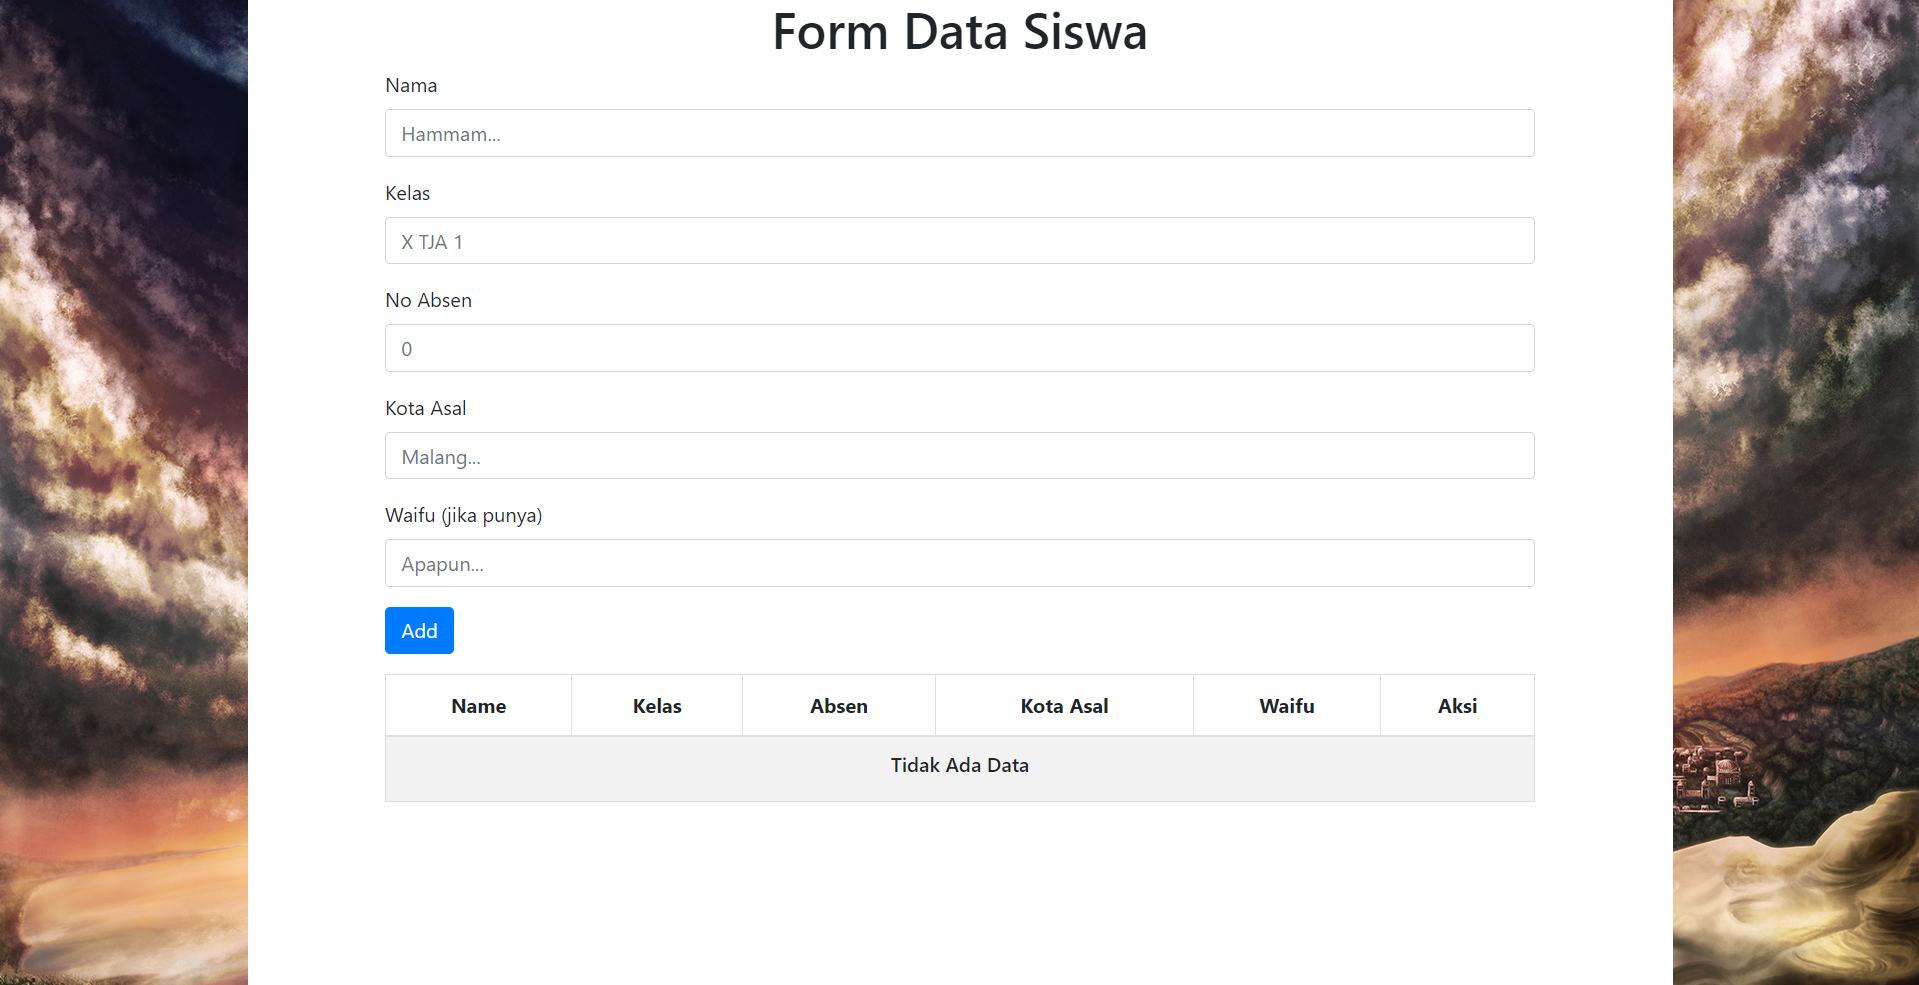 Form Data Siswa
Nama
Hammam...
Kelas
X TJA 1
No Absen
0
Kota Asal
Malang...
Waifu (jika punya)
Apapun...
Add
Name Kelas Absen Kota Asal Waifu Aksi
Tidak Ada Data